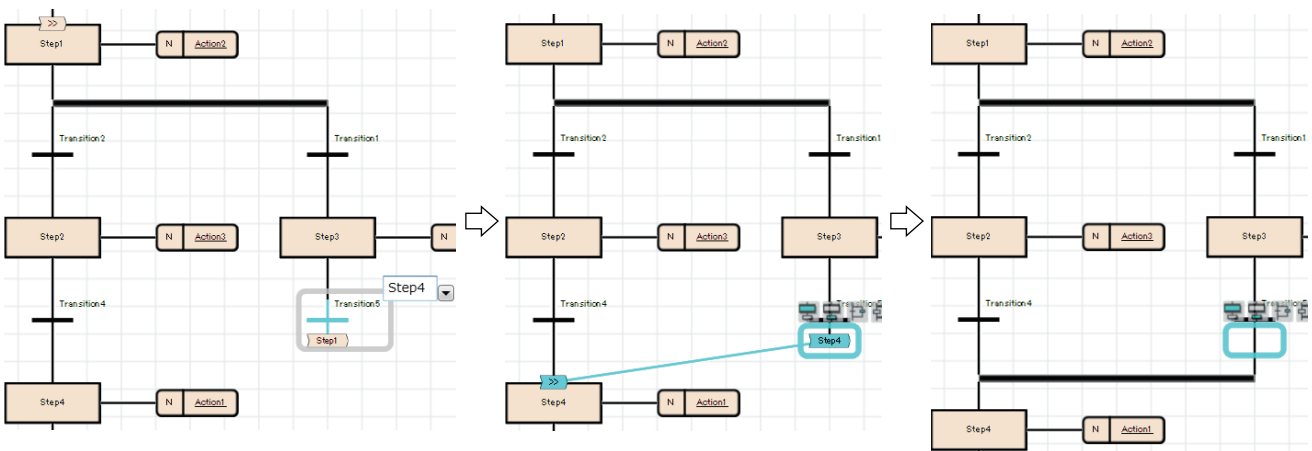 >>
Step1
N
Action2
Transition2
Transition1
Step2
N
Action3
Step3
N
Step4
Transition4
Transition5
Step1
Step4
N
Action1
Step1
N
Action2
Transition2
Transition1
Step2
N
Action3
Step3
Transition4
Step4
>>
Step4
N
Action1
Step1
N
Action2
Transition2
Transition1
Step2
N
Action3
Step3
Transition4
Step4
N
Action1